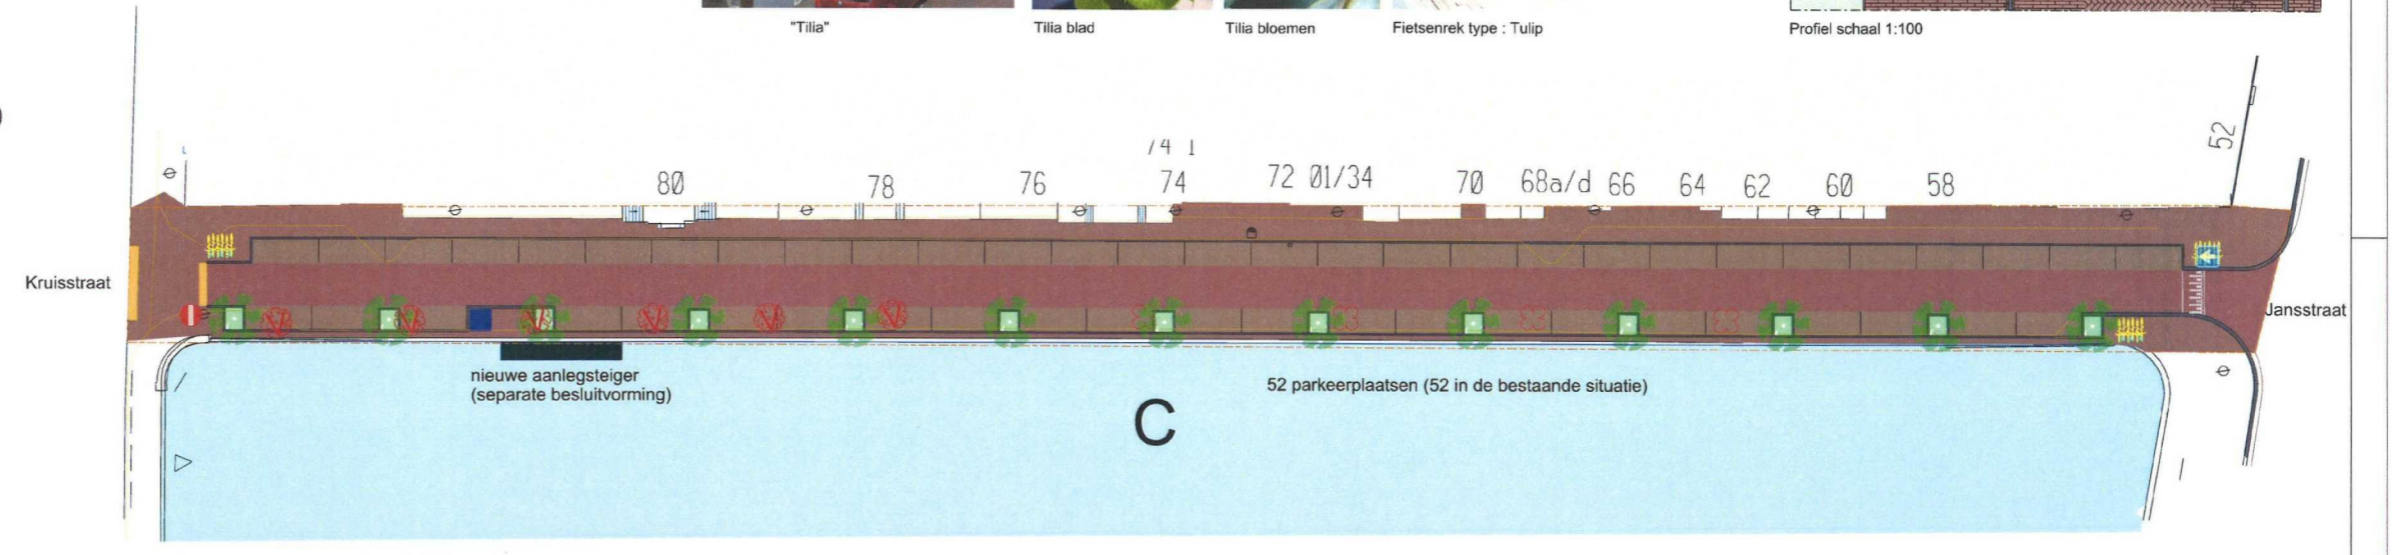 "Tilia"
Tilia blad
Tilia bloemen
Fietsenrek type : Tulip
Profiel schaal 1:100
52
74 1
80
78
76
74
72 01/34
70
68a/d
66
64
62
60
58
Kruisstraat
Jansstraat
nieuwe aanlegsteiger
(separate besluitvorming)
52 parkeerplaatsen (52 in de bestaande situatie)
C